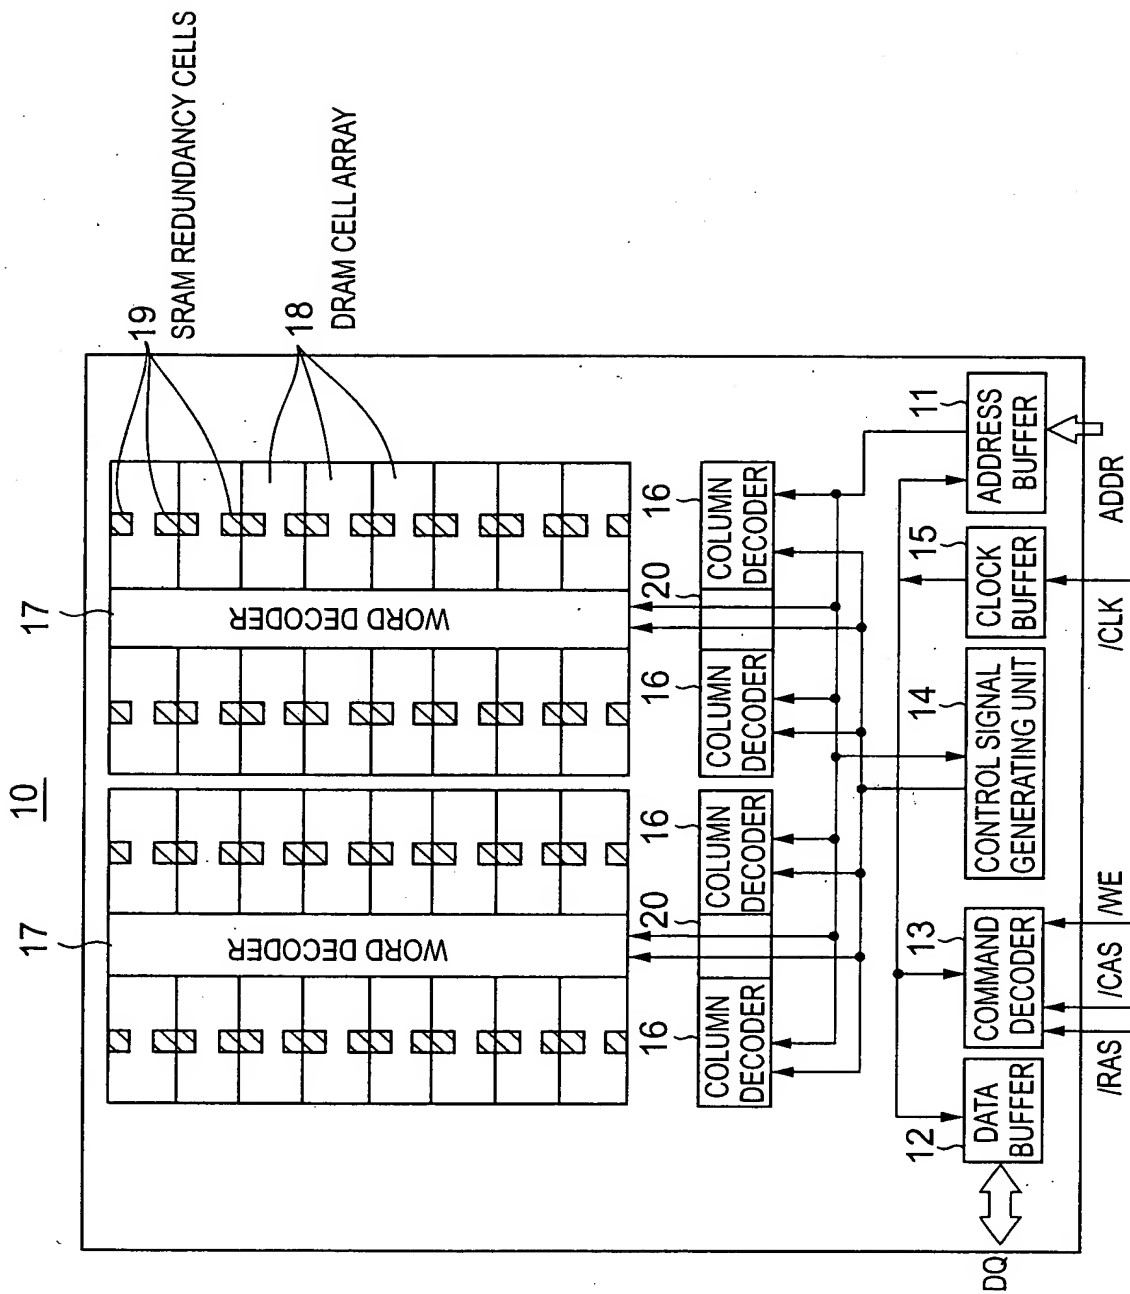 10
17
17
19
SRAM REDUNDANCY CELLS
18
DRAM CELL ARRAY
WORD DECODER
WORD DECODER
16
20
16
16
20
16
COLUMN
DECODER
COLUMN
DECODER
COLUMN
DECODER
COLUMN
DECODER
12
13
14
15
11
DATA
BUFFER
COMMAND
DECODER
CONTROL SIGNAL
GENERATING UNIT
CLOCK
BUFFER
ADDRESS
BUFFER
DQ
/RAS
/CAS
/WE
/CLK
ADDR